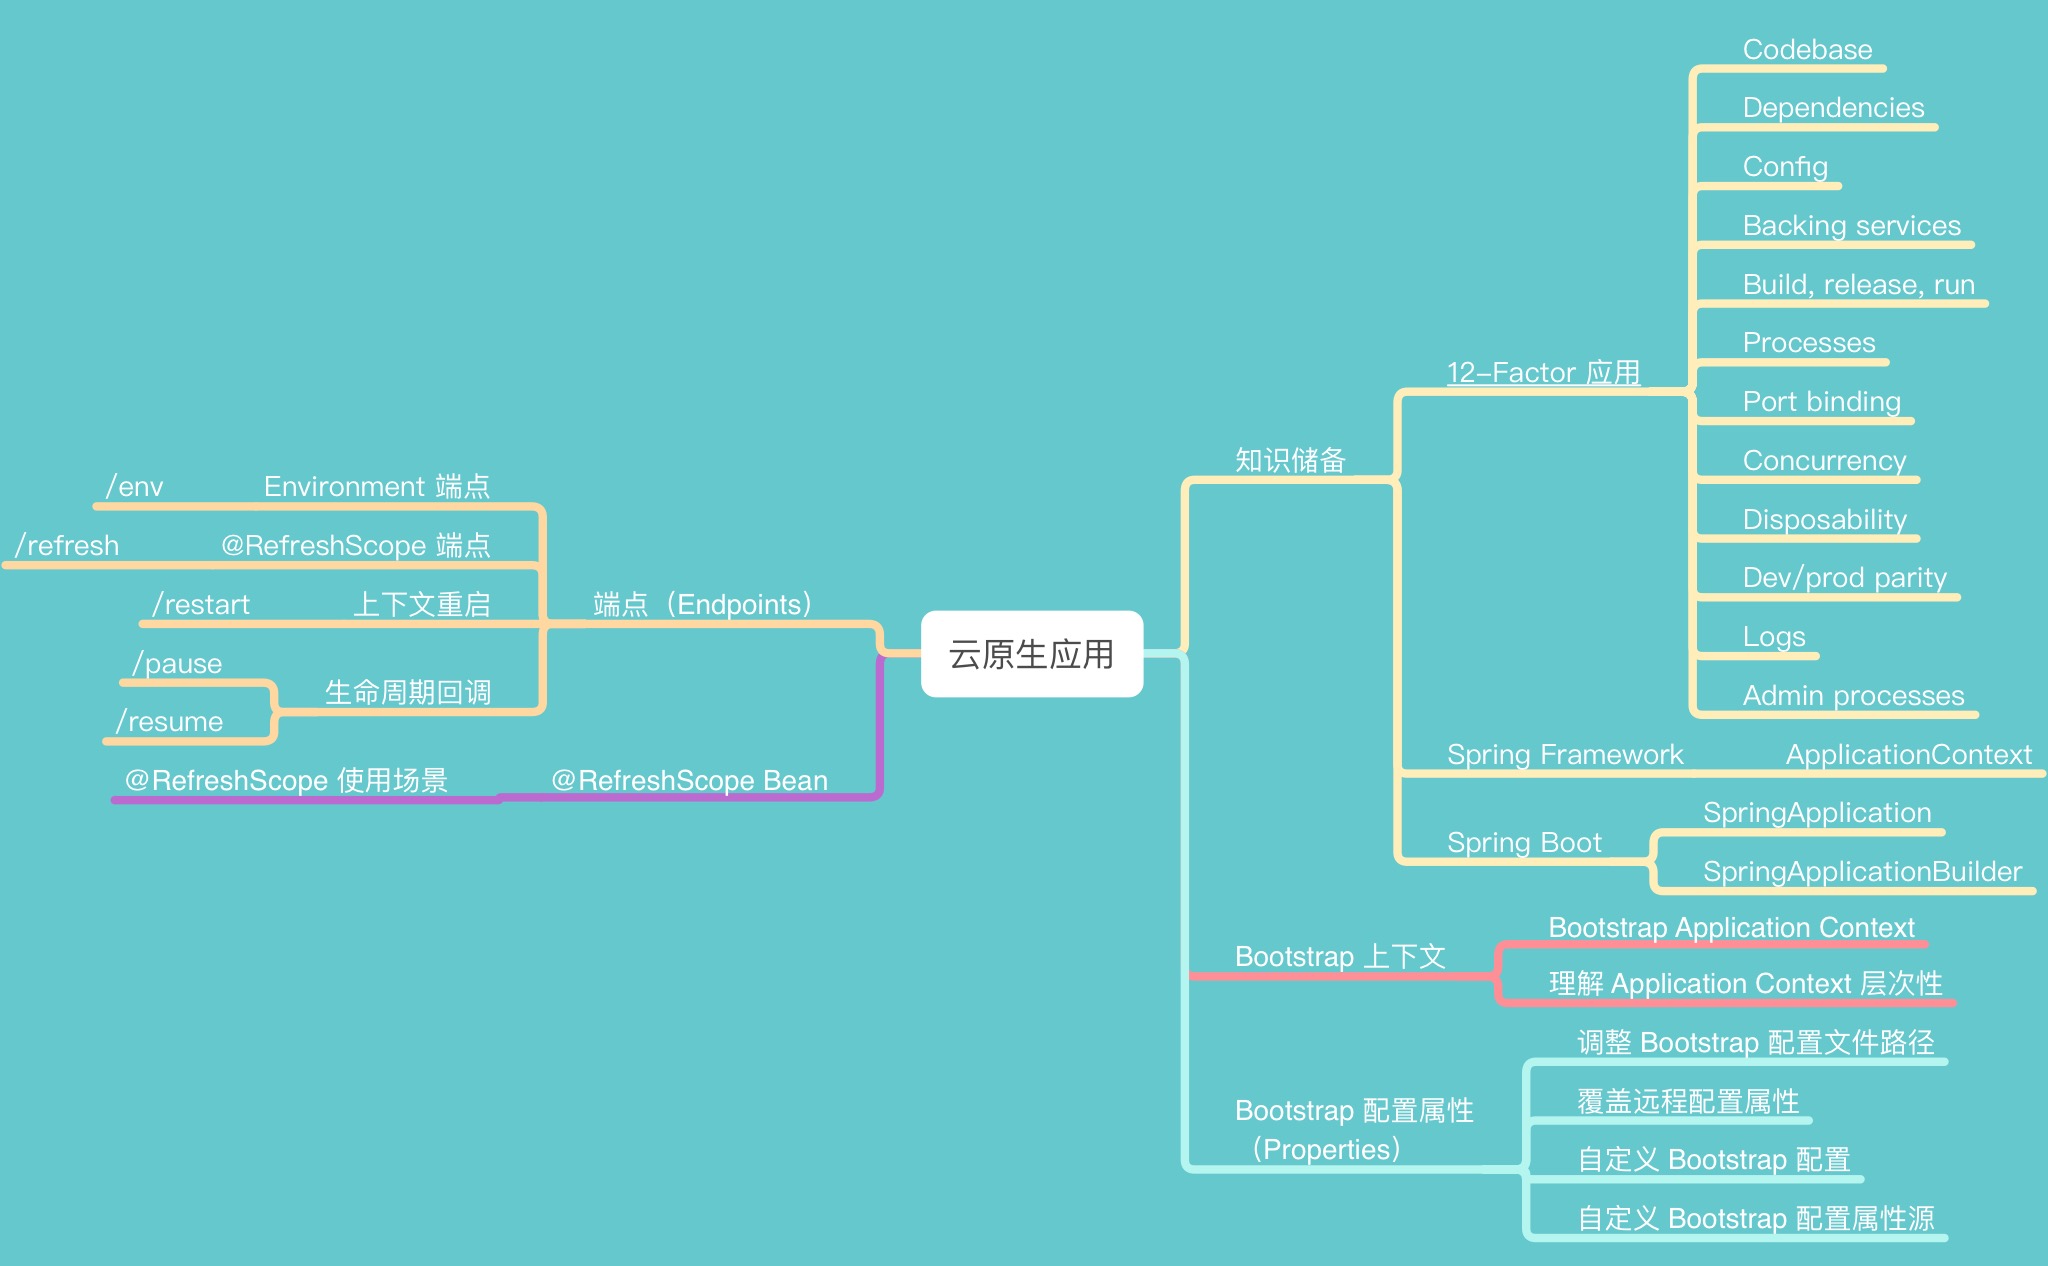 云原生应用
知识储备
12-Factor 应用
Codebase
Dependencies
Config
Backing services
Build, release, run
Processes
Port binding
Concurrency
Disposability
Dev/prod parity
Logs
Admin processes
Spring Framework
ApplicationContext
Spring Boot
SpringApplication
SpringApplicationBuilder
Bootstrap 上下文
Bootstrap Application Context
理解 Application Context 层次性
Bootstrap 配置属性
（Properties）
调整 Bootstrap 配置文件路径
覆盖远程配置属性
自定义 Bootstrap 配置
自定义 Bootstrap 配置属性源
端点（Endpoints）
Environment 端点
/env
@RefreshScope 端点
/refresh
上下文重启
/restart
生命周期回调
/pause
/resume
@RefreshScope Bean
@RefreshScope 使用场景